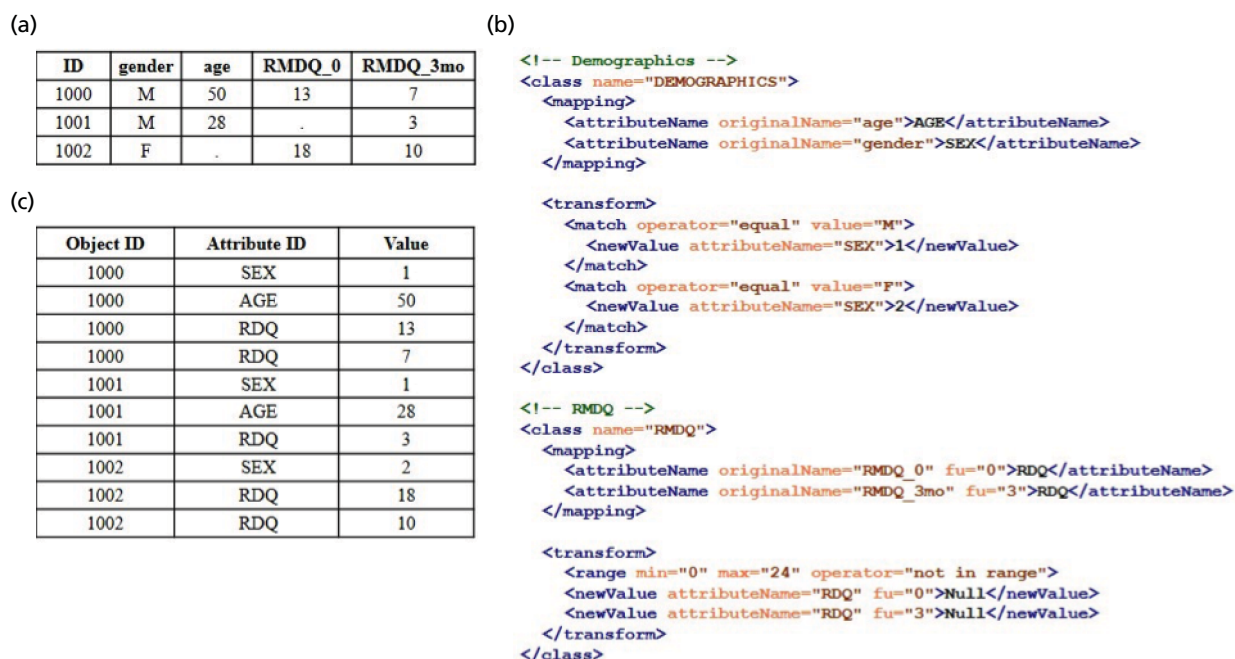 (a)
ID gender age RMDQ_0 RMDQ_3mo
1000 M 50 13 7
1001 M 28 . 3
1002 F . 18 10
(c)
Object ID Attribute ID Value
1000 SEX 1
1000 AGE 50
1000 RDQ 13
1000 RDQ 7
1001 SEX 1
1001 AGE 28
1001 RDQ 3
1002 SEX 2
1002 RDQ 18
1002 RDQ 10
(b)
<!-- Demographics -->
<class name="DEMOGRAPHICS">
<mapping>
<attributeName originalName="age">AGE</attributeName>
<attributeName originalName="gender">SEX</attributeName>
</mapping>
<transform>
<match operator="equal" value="M">
<newValue attributeName="SEX">1</newValue>
</match>
<match operator="equal" value="F">
<newValue attributeName="SEX">2</newValue>
</match>
</transform>
</class>
<!-- RMDQ -->
<class name="RMDQ">
<mapping>
<attributeName originalName="RMDQ_0" fu="0">RDQ</attributeName>
<attributeName originalName="RMDQ_3mo" fu="3">RDQ</attributeName>
</mapping>
<transform>
<range min="0" max="24" operator="not in range">
<newValue attributeName="RDQ" fu="0">Null</newValue>
<newValue attributeName="RDQ" fu="3">Null</newValue>
</transform>
</class>